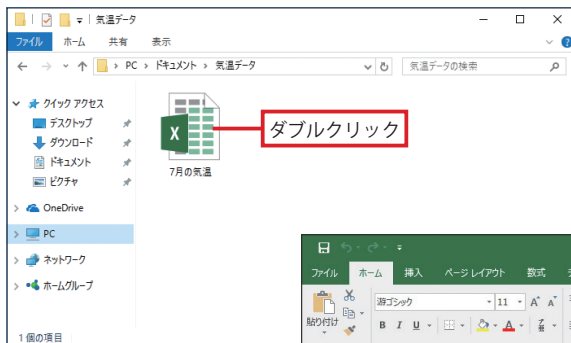 気温データ
ファイル ホーム 共有 表示
PC ドキュメント 気温データ 気温データの検索
クイック アクセス
デスクトップ
ダウンロード
ドキュメント
ピクチャ
OneDrive
PC
ネットワーク
ホームグループ
1 個の項目
X
7月の気温
ダブルクリック
ファイル ホーム 挿入 ページ レイアウト 数式
貼り付け
游ゴシック 11 A A
B I U A